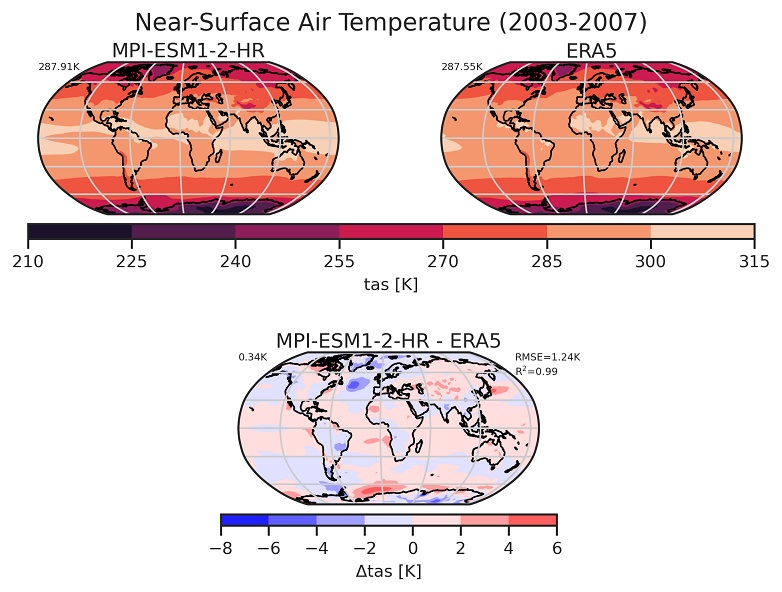 Near-Surface Air Temperature (2003-2007)
MPI-ESM1-2-HR
ERA5
287.91K
287.55K
210 225 240 255 270 285 300 315
tas [K]
MPI-ESM1-2-HR - ERA5
0.34K
RMSE=1.24K
R²=0.99
−8 −6 −4 −2 0 2 4 6
Δtas [K]